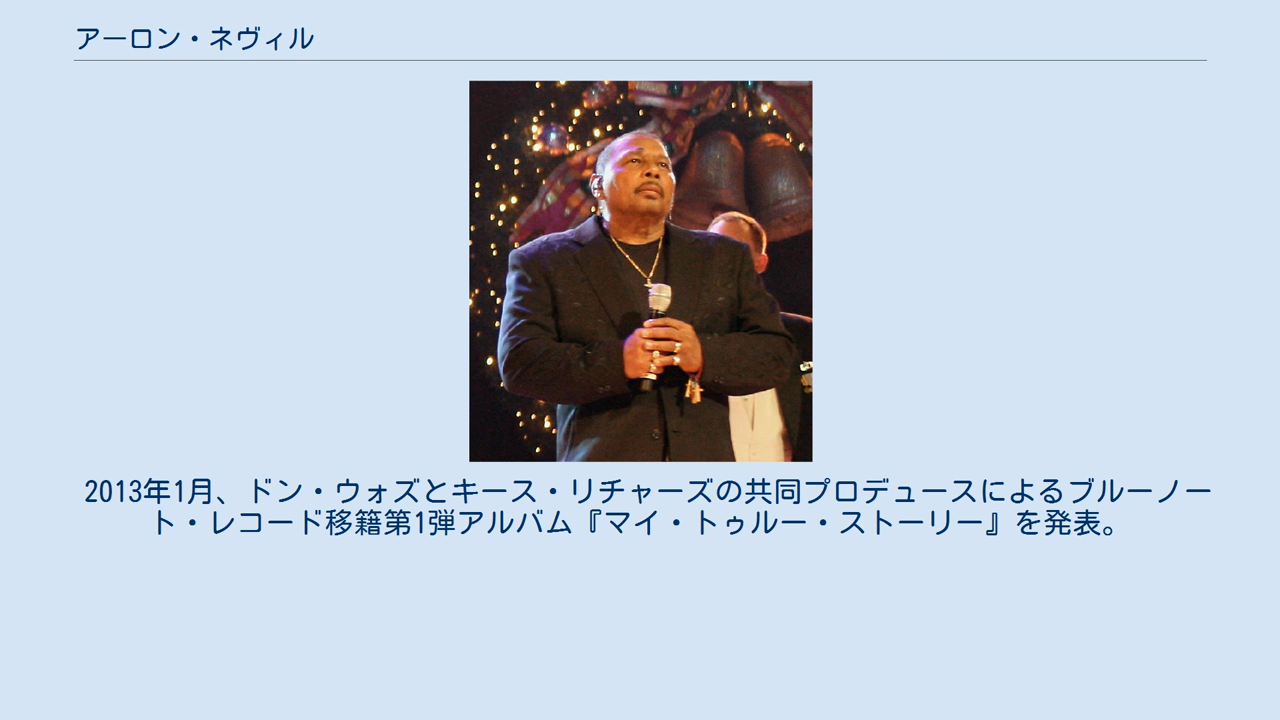 アーロン・ネヴィル
2013年1月、ドン・ウォズとキース・リチャーズの共同プロデュースによるブルーノー
ト・レコード移籍第1弾アルバム『マイ・トゥルー・ストーリー』を発表。